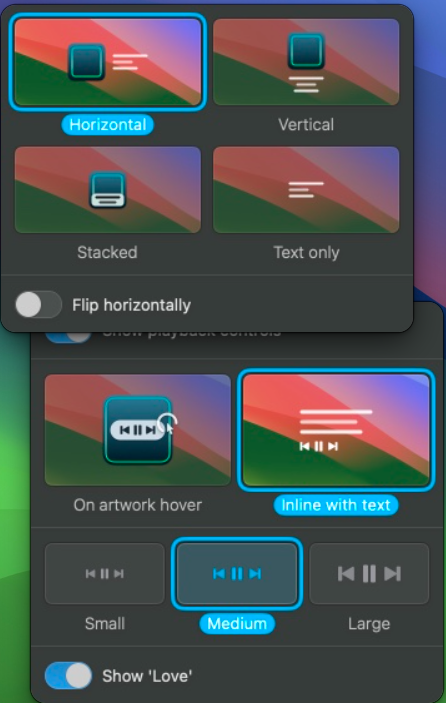 Horizontal
Vertical
Stacked
Text only
Flip horizontally
Show playback controls
On artwork hover
Inline with text
Small
Medium
Large
Show 'Love'